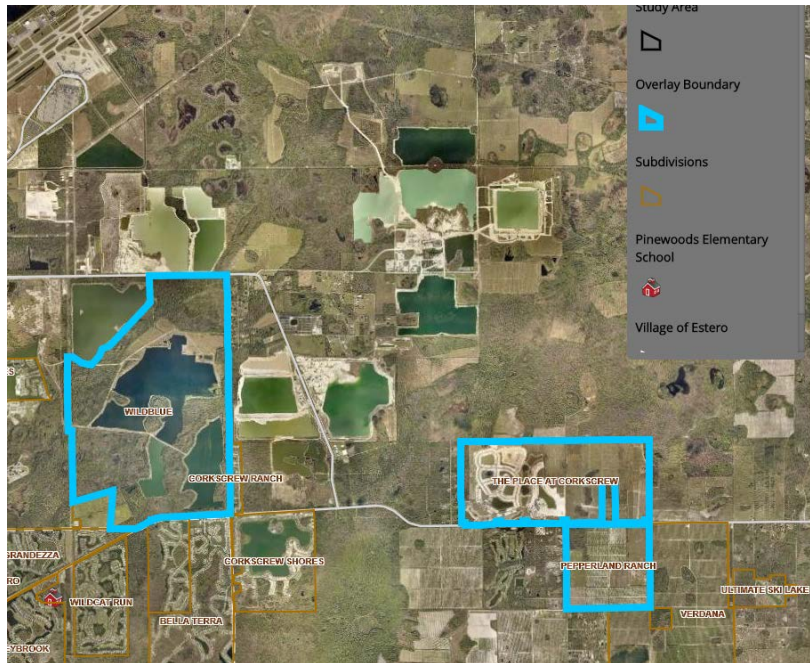 Study Area
Overlay Boundary
Subdivisions
Pinewoods Elementary
School
Village of Estero
WILDBLUE
CORKSCREW RANCH
THE PLACE AT CORKSCREW
GRANDEZZA
CORKSCREW SHORES
PEPPERLAND RANCH
WILDCAT RUN
ULTIMATE SKI LAKE
BELLA TERRA
VERDANA
EYBROOK